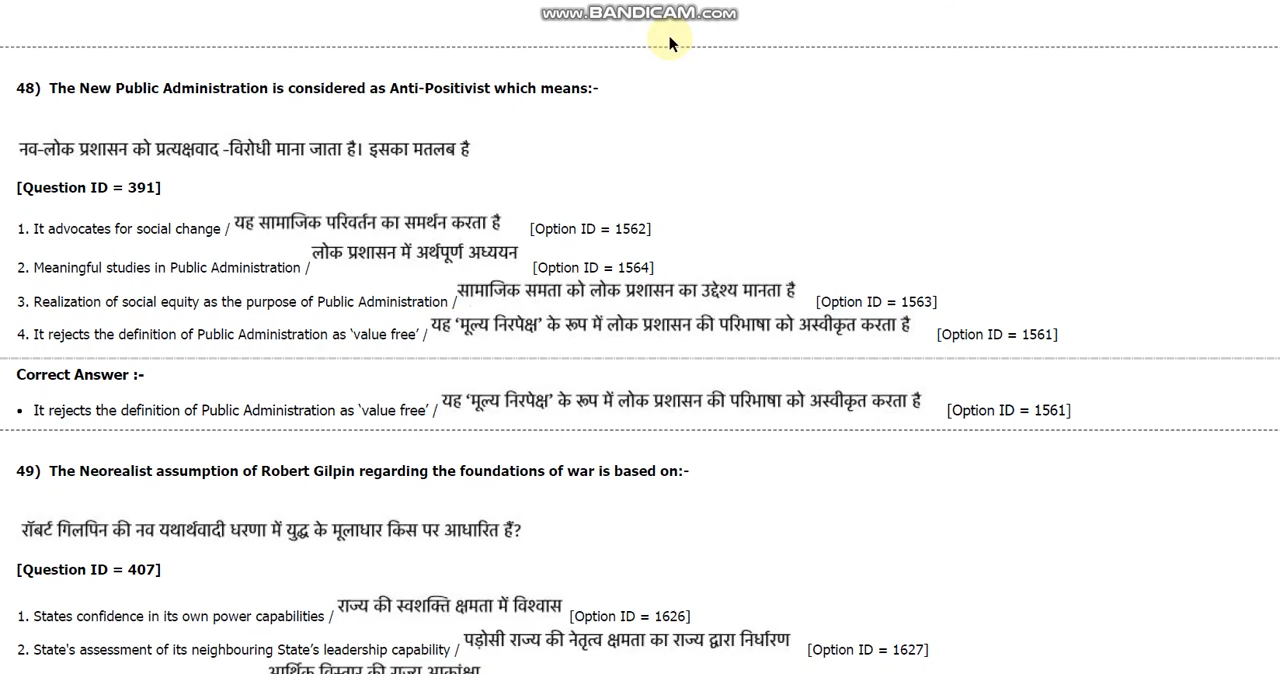 www.BANDICAM.com
48) The New Public Administration is considered as Anti-Positivist which means:-
नव-लोक प्रशासन को प्रत्यक्षवाद -विरोधी माना जाता है। इसका मतलब है
[Question ID = 391]
1. It advocates for social change / यह सामाजिक परिवर्तन का समर्थन करता है [Option ID = 1562]
2. Meaningful studies in Public Administration / लोक प्रशासन में अर्थपूर्ण अध्ययन [Option ID = 1564]
3. Realization of social equity as the purpose of Public Administration / सामाजिक समता को लोक प्रशासन का उद्देश्य मानता है [Option ID = 1563]
4. It rejects the definition of Public Administration as ‘value free’ / यह ‘मूल्य निरपेक्ष’ के रूप में लोक प्रशासन की परिभाषा को अस्वीकृत करता है [Option ID = 1561]
Correct Answer :-
• It rejects the definition of Public Administration as ‘value free’ / यह ‘मूल्य निरपेक्ष’ के रूप में लोक प्रशासन की परिभाषा को अस्वीकृत करता है [Option ID = 1561]
49) The Neorealist assumption of Robert Gilpin regarding the foundations of war is based on:-
रॉबर्ट गिलपिन की नव यथार्थवादी धरणा में युद्ध के मूलाधार किस पर आधारित हैं?
[Question ID = 407]
1. States confidence in its own power capabilities / राज्य की स्वशक्ति क्षमता में विश्वास [Option ID = 1626]
2. State's assessment of its neighbouring State’s leadership capability / पड़ोसी राज्य की नेतृत्व क्षमता का राज्य द्वारा निर्धारण [Option ID = 1627]
आर्थिक विस्तार की राज्य आकांक्षा